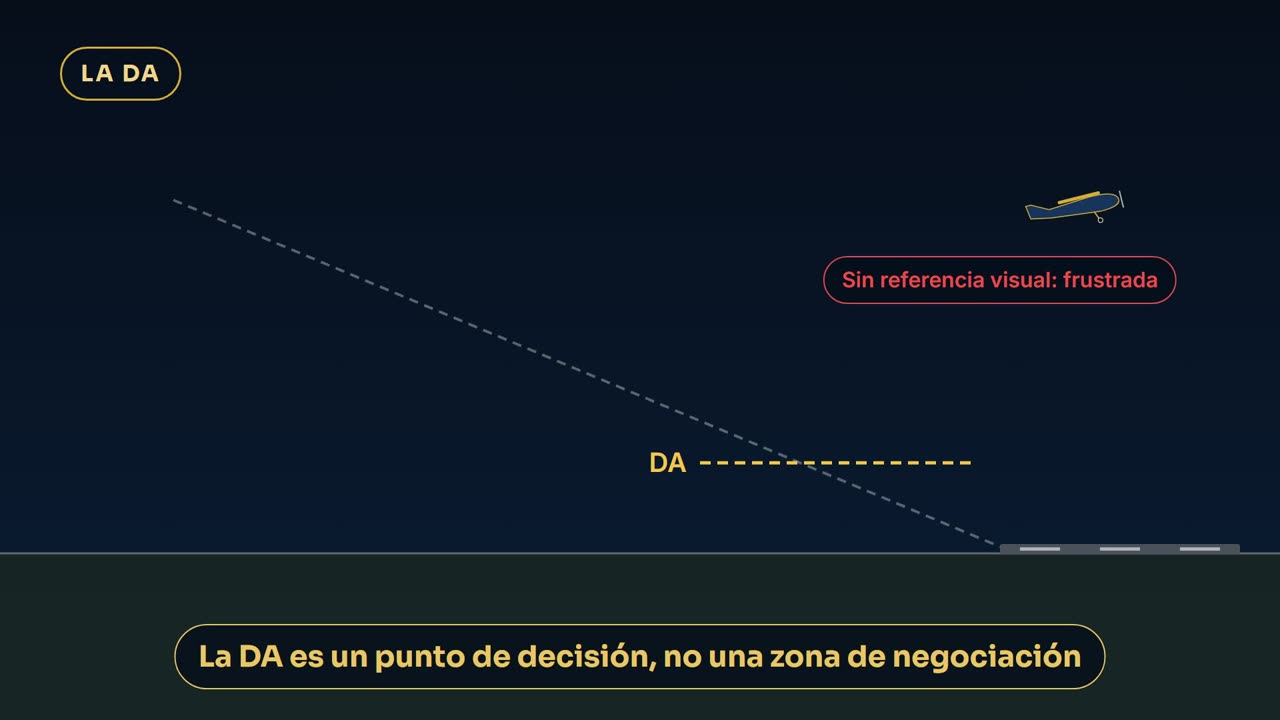 LA DA
Sin referencia visual: frustrada
DA
La DA es un punto de decisión, no una zona de negociación